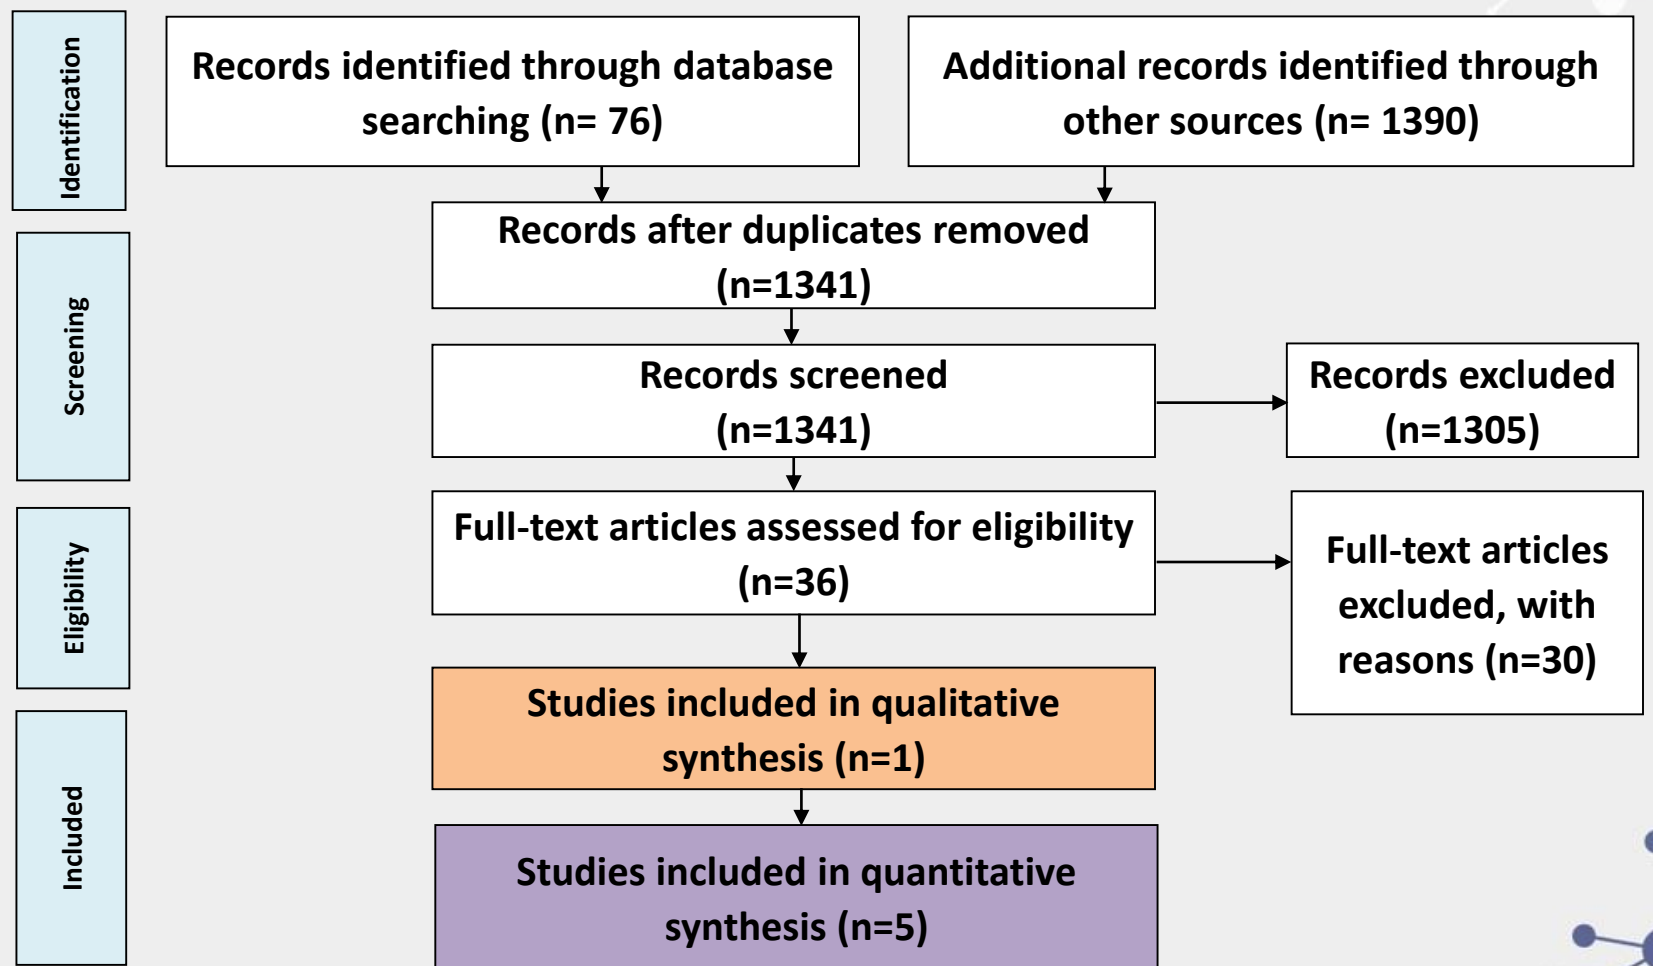 Identification
Records identified through database
searching (n= 76)
Additional records identified through
other sources (n= 1390)
Records after duplicates removed
(n=1341)
Screening
Records screened
(n=1341)
Records excluded
(n=1305)
Eligibility
Full-text articles assessed for eligibility
(n=36)
Full-text articles
excluded, with
reasons (n=30)
Included
Studies included in qualitative
synthesis (n=1)
Studies included in quantitative
synthesis (n=5)